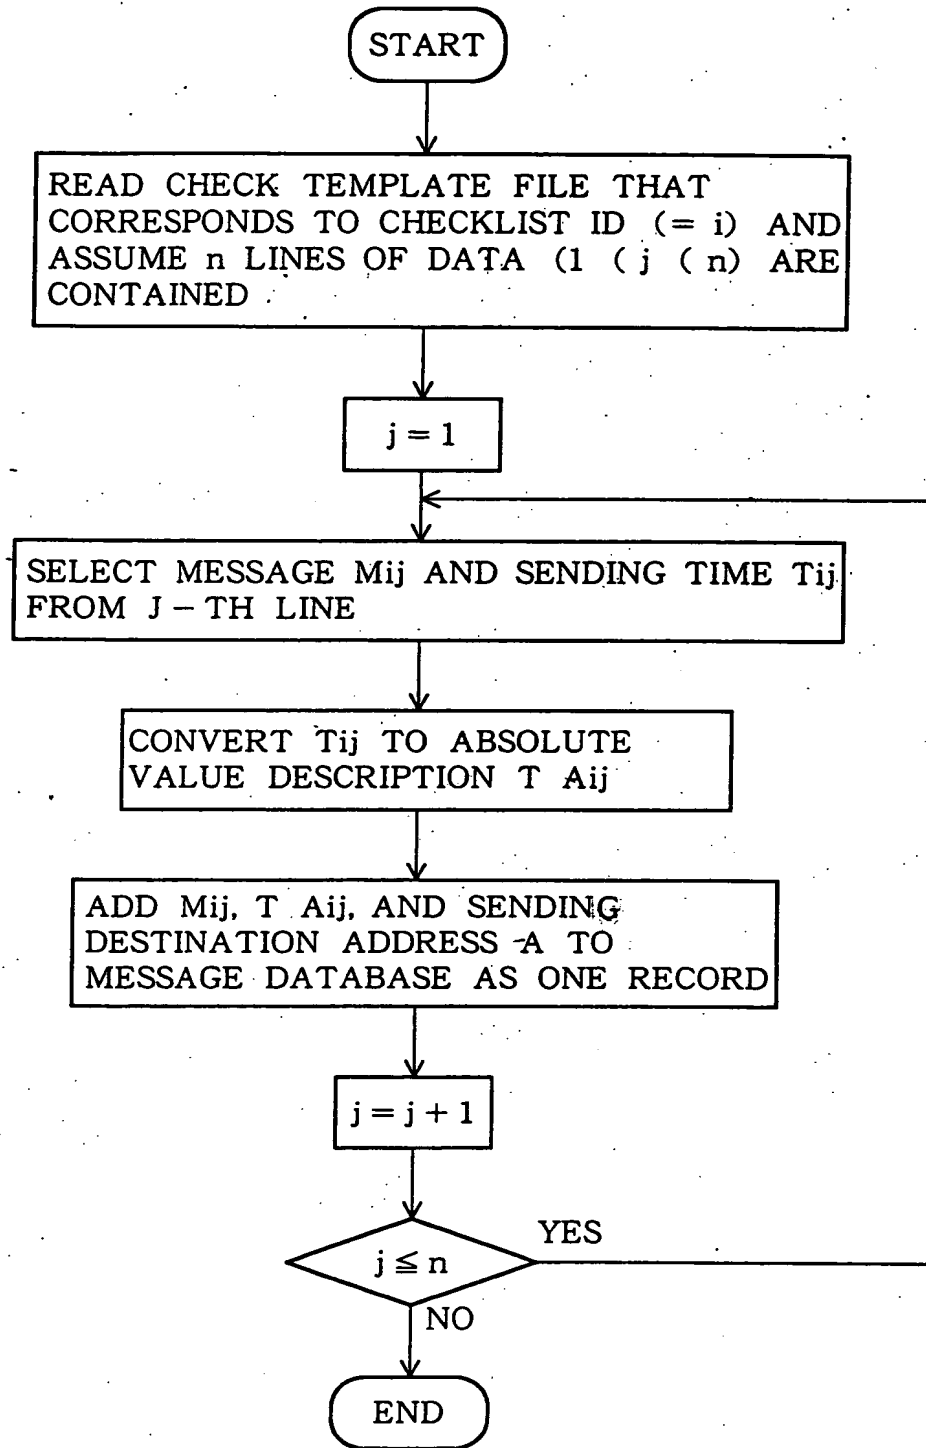 START
READ CHECK TEMPLATE FILE THAT
CORRESPONDS TO CHECKLIST ID (= i) AND
ASSUME n LINES OF DATA (1 ( j ( n) ARE
CONTAINED
j = 1
SELECT MESSAGE Mij AND SENDING TIME Tij
FROM J – TH LINE
CONVERT Tij TO ABSOLUTE
VALUE DESCRIPTION T Aij
ADD Mij, T Aij, AND SENDING
DESTINATION ADDRESS A TO
MESSAGE DATABASE AS ONE RECORD
j = j + 1
j ≦ n
YES
NO
END